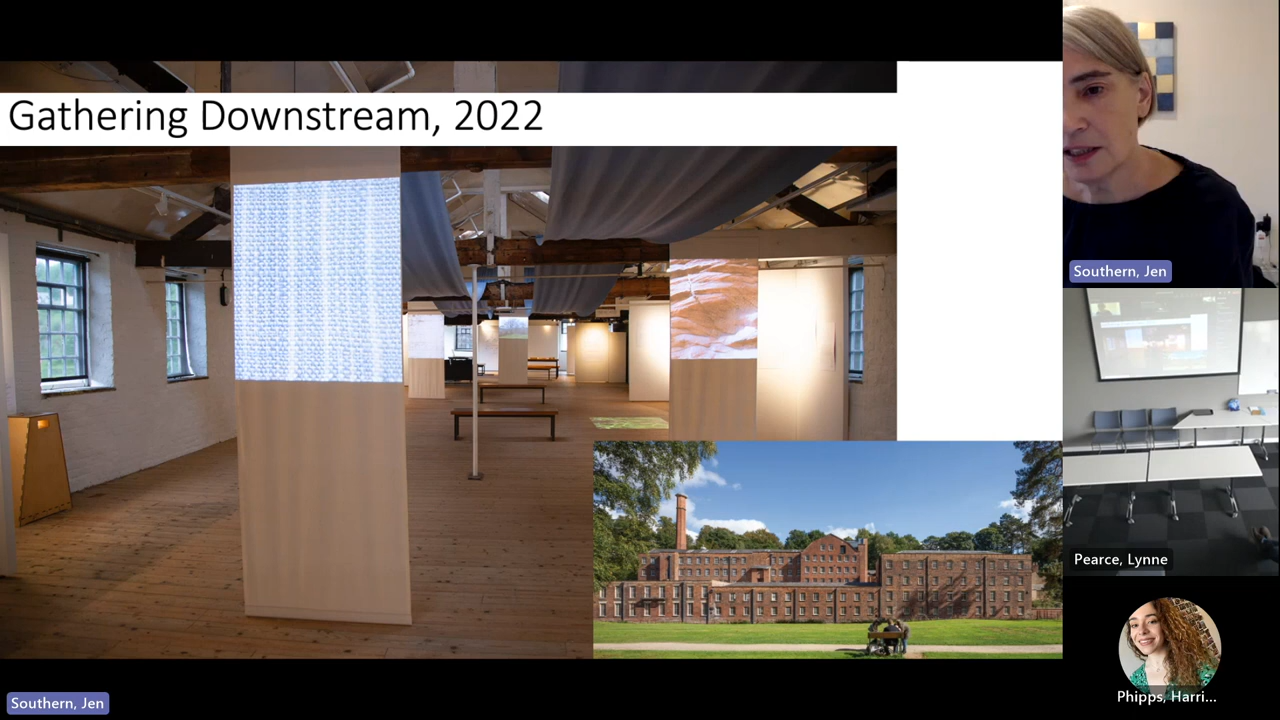 Gathering Downstream, 2022
Southern, Jen
Pearce, Lynne
Phipps, Harri...
Southern, Jen